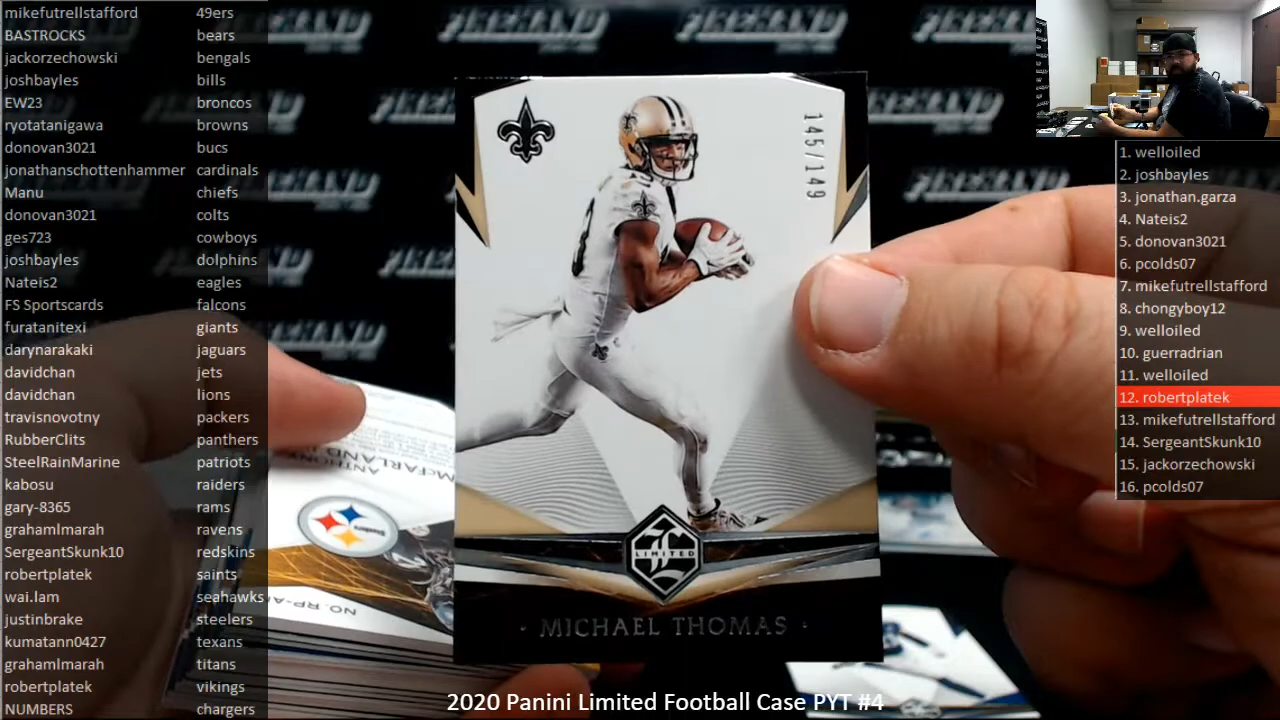 mikefutrellstafford 49ers
BASTROCKS bears
jackorzechowski bengals
joshbayles bills
EW23 broncos
ryotatanigawa browns
donovan3021 bucs
jonathanschottenhammer cardinals
Manu chiefs
donovan3021 colts
ges723 cowboys
joshbayles dolphins
Nateis2 eagles
FS Sportscards falcons
furatanitexi giants
darynarakaki jaguars
davidchan jets
davidchan lions
travisnovotny packers
RubberClits panthers
SteelRainMarine patriots
kabosu raiders
gary-8365 rams
grahamlmarah ravens
SergeantSkunk10 redskins
robertplatek saints
wai.lam seahawks
justinbrake steelers
kumatann0427 texans
grahamlmarah titans
robertplatek vikings
NUMBERS chargers
145/149
LIMITED
MICHAEL THOMAS
ANTHONY
McFARLAND
Steelers
NO. RP-A
1. welloiled
2. joshbayles
3. jonathan.garza
4. Nateis2
5. donovan3021
6. pcolds07
7. mikefutrellstafford
8. chongyboy12
9. welloiled
10. guerradrian
11. welloiled
12. robertplatek
13. mikefutrellstafford
14. SergeantSkunk10
15. jackorzechowski
16. pcolds07
2020 Panini Limited Football Case PYT #4